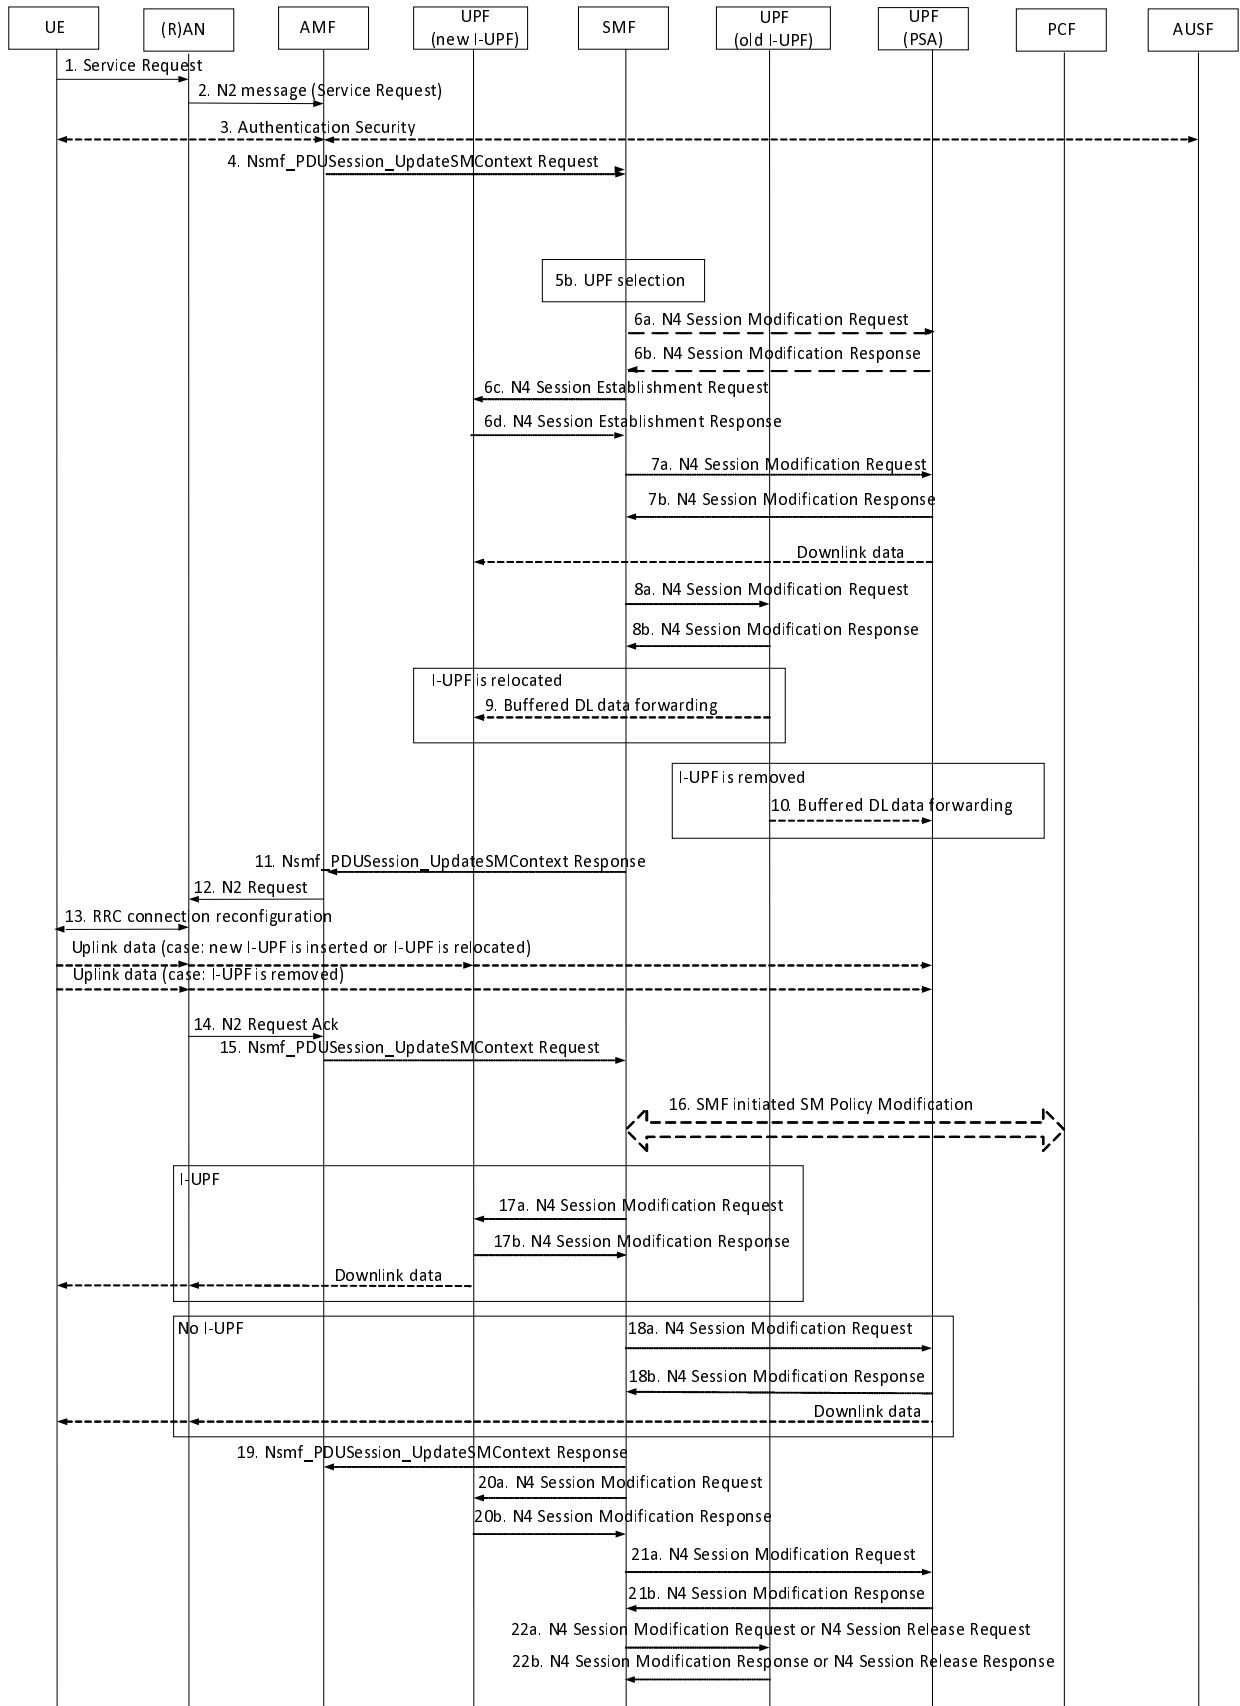 UE
(R)AN
AMF
UPF
(new I-UPF)
SMF
UPF
(old I-UPF)
UPF
(PSA)
PCF
AUSF
1. Service Request
2. N2 message (Service Request)
3. Authentication Security
4. Nsmf_PDUSession_UpdateSMContext Request
5b. UPF selection
6a. N4 Session Modification Request
6b. N4 Session Modification Response
6c. N4 Session Establishment Request
6d. N4 Session Establishment Response
7a. N4 Session Modification Request
7b. N4 Session Modification Response
Downlink data
8a. N4 Session Modification Request
8b. N4 Session Modification Response
I-UPF is relocated
9. Buffered DL data forwarding
I-UPF is removed
10. Buffered DL data forwarding
11. Nsmf_PDUSession_UpdateSMContext Response
12. N2 Request
13. RRC connection reconfiguration
Uplink data (case: new I-UPF is inserted or I-UPF is relocated)
Uplink data (case: I-UPF is removed)
14. N2 Request Ack
15. Nsmf_PDUSession_UpdateSMContext Request
16. SMF initiated SM Policy Modification
I-UPF
17a. N4 Session Modification Request
17b. N4 Session Modification Response
Downlink data
No I-UPF
18a. N4 Session Modification Request
18b. N4 Session Modification Response
Downlink data
19. Nsmf_PDUSession_UpdateSMContext Response
20a. N4 Session Modification Request
20b. N4 Session Modification Response
21a. N4 Session Modification Request
21b. N4 Session Modification Response
22a. N4 Session Modification Request or N4 Session Release Request
22b. N4 Session Modification Response or N4 Session Release Response